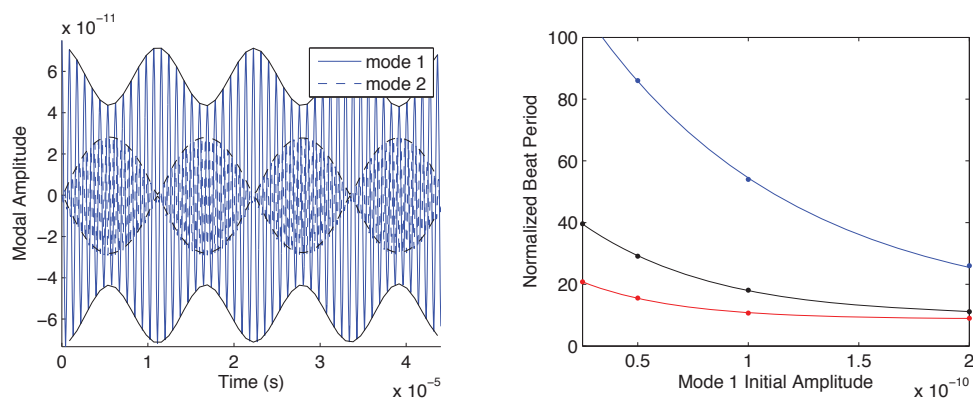 x 10⁻¹¹
6
4
2
0
−2
−4
−6
Modal Amplitude
mode 1
mode 2
0 1 2 3 4
Time (s)
x 10⁻⁵
100
80
60
40
20
0
Normalized Beat Period
0.5 1 1.5 2
Mode 1 Initial Amplitude
x 10⁻¹⁰